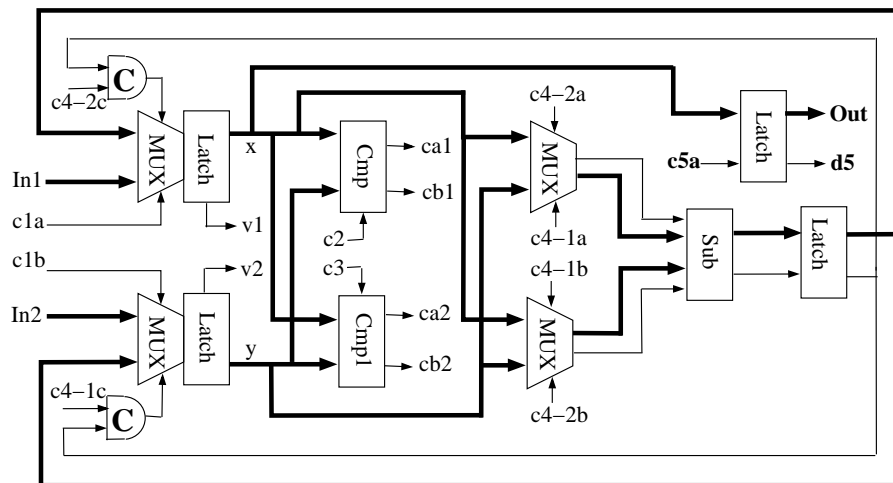 C
c4−2c
MUX
Latch
In1
c1a
v1
x
Cmp
ca1
cb1
c2
c4−2a
MUX
c4−1a
Latch
Out
c5a
d5
c1b
v2
In2
MUX
Latch
y
c4−1c
C
c3
Cmp1
ca2
cb2
c4−1b
MUX
c4−2b
Sub
Latch